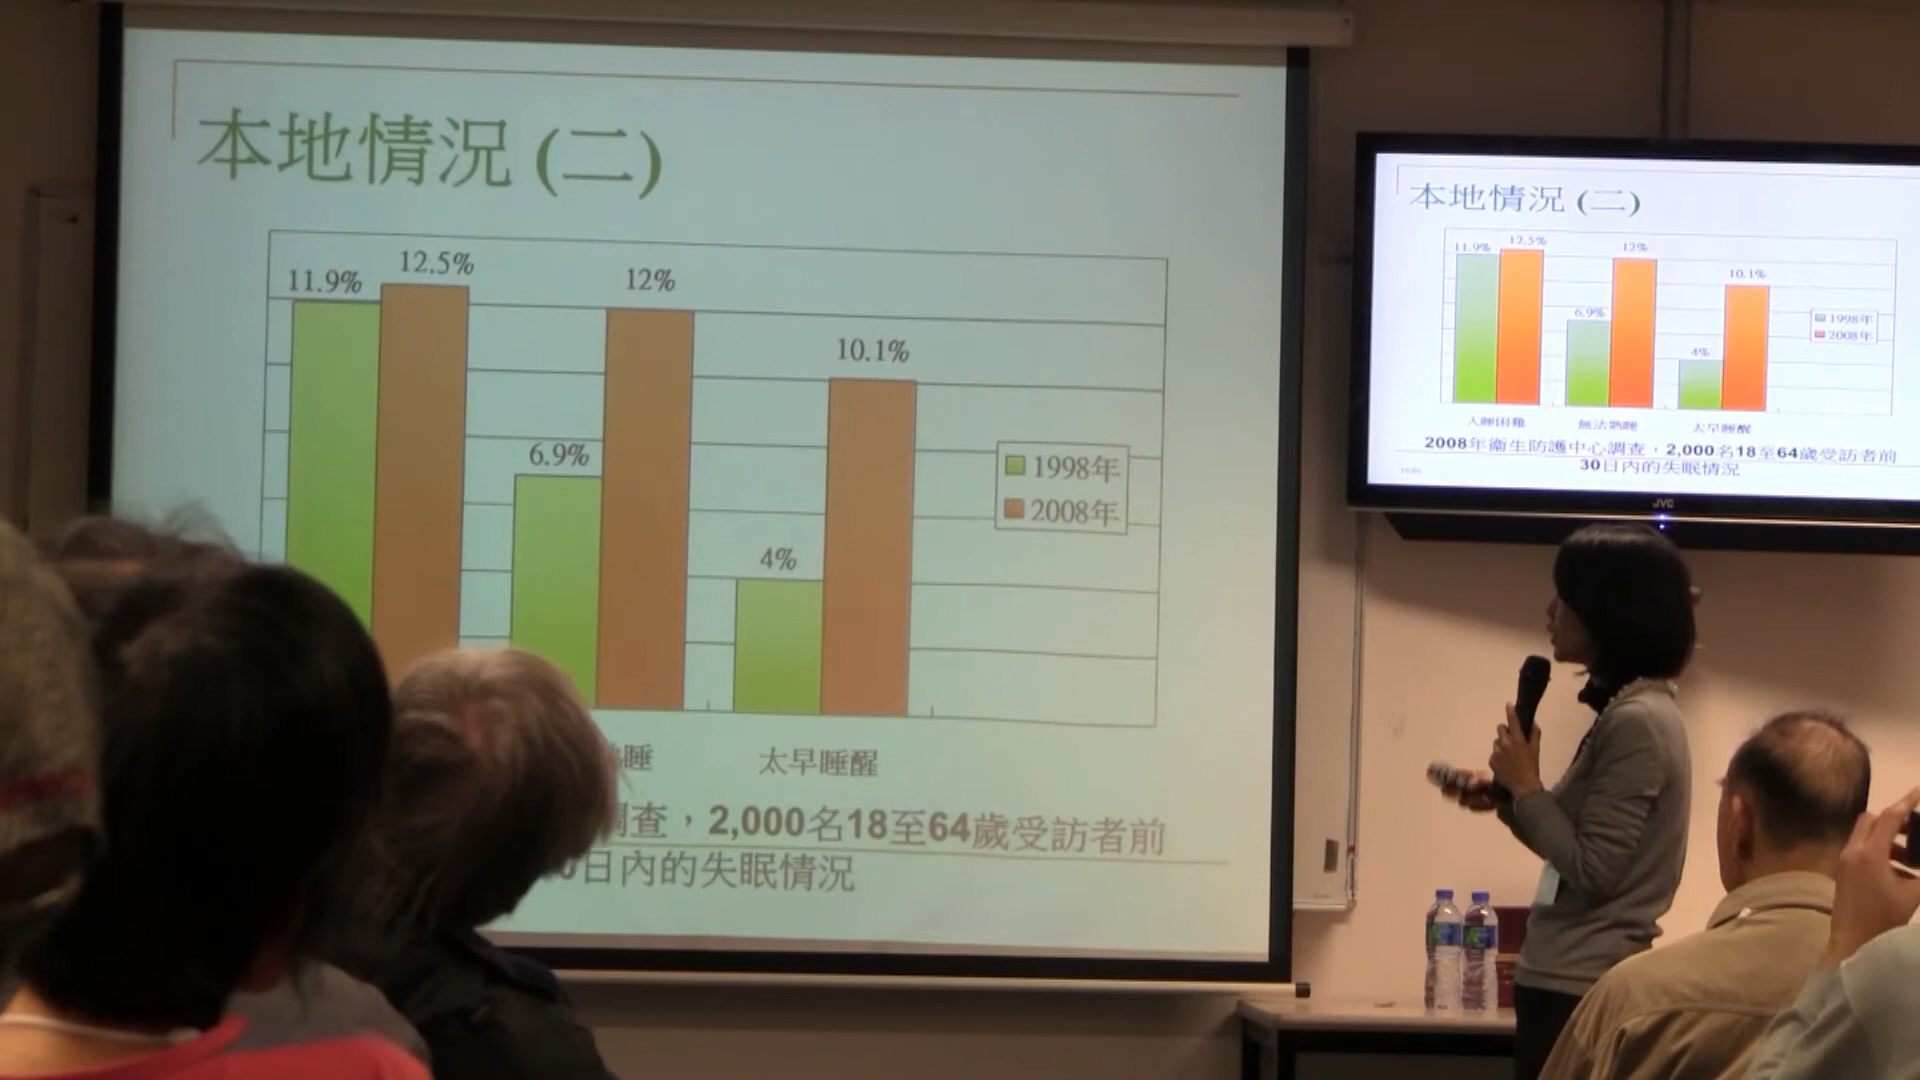 本地情況 (二)
11.9%
12.5%
6.9%
12%
4%
10.1%
1998年
2008年
睡
太早睡醒
調查，2,000名18至64歲受訪者前
0日內的失眠情況
本地情況 (二)
11.9%
12.5%
6.9%
12%
4%
10.1%
1998年
2008年
入睡困難
無法熟睡
太早睡醒
2008年衞生防護中心調查，2,000名18至64歲受訪者前
30日內的失眠情況
JVC